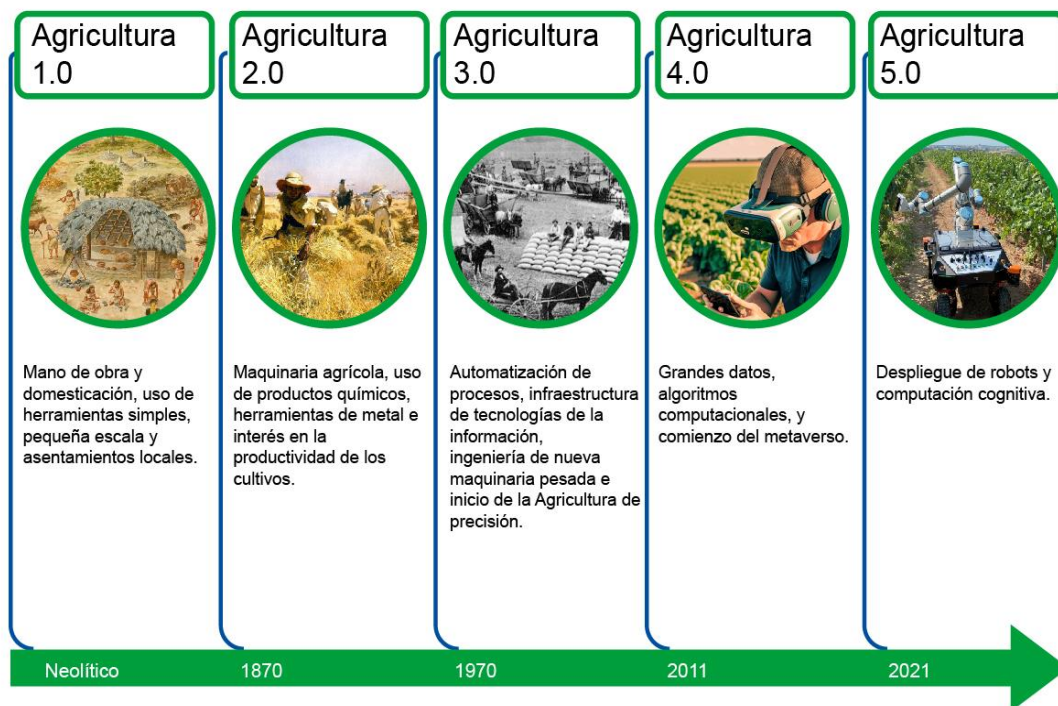 Agricultura
1.0
Agricultura
2.0
Agricultura
3.0
Agricultura
4.0
Agricultura
5.0
Mano de obra y
domesticación, uso de
herramientas simples,
pequeña escala y
asentamientos locales.
Maquinaria agrícola, uso
de productos químicos,
herramientas de metal e
interés en la
productividad de los
cultivos.
Automatización de
procesos, infraestructura
de tecnologías de la
información,
ingeniería de nueva
maquinaria pesada e
inicio de la Agricultura de
precisión.
Grandes datos,
algoritmos
computacionales, y
comienzo del metaverso.
Despliegue de robots y
computación cognitiva.
Neolítico
1870
1970
2011
2021